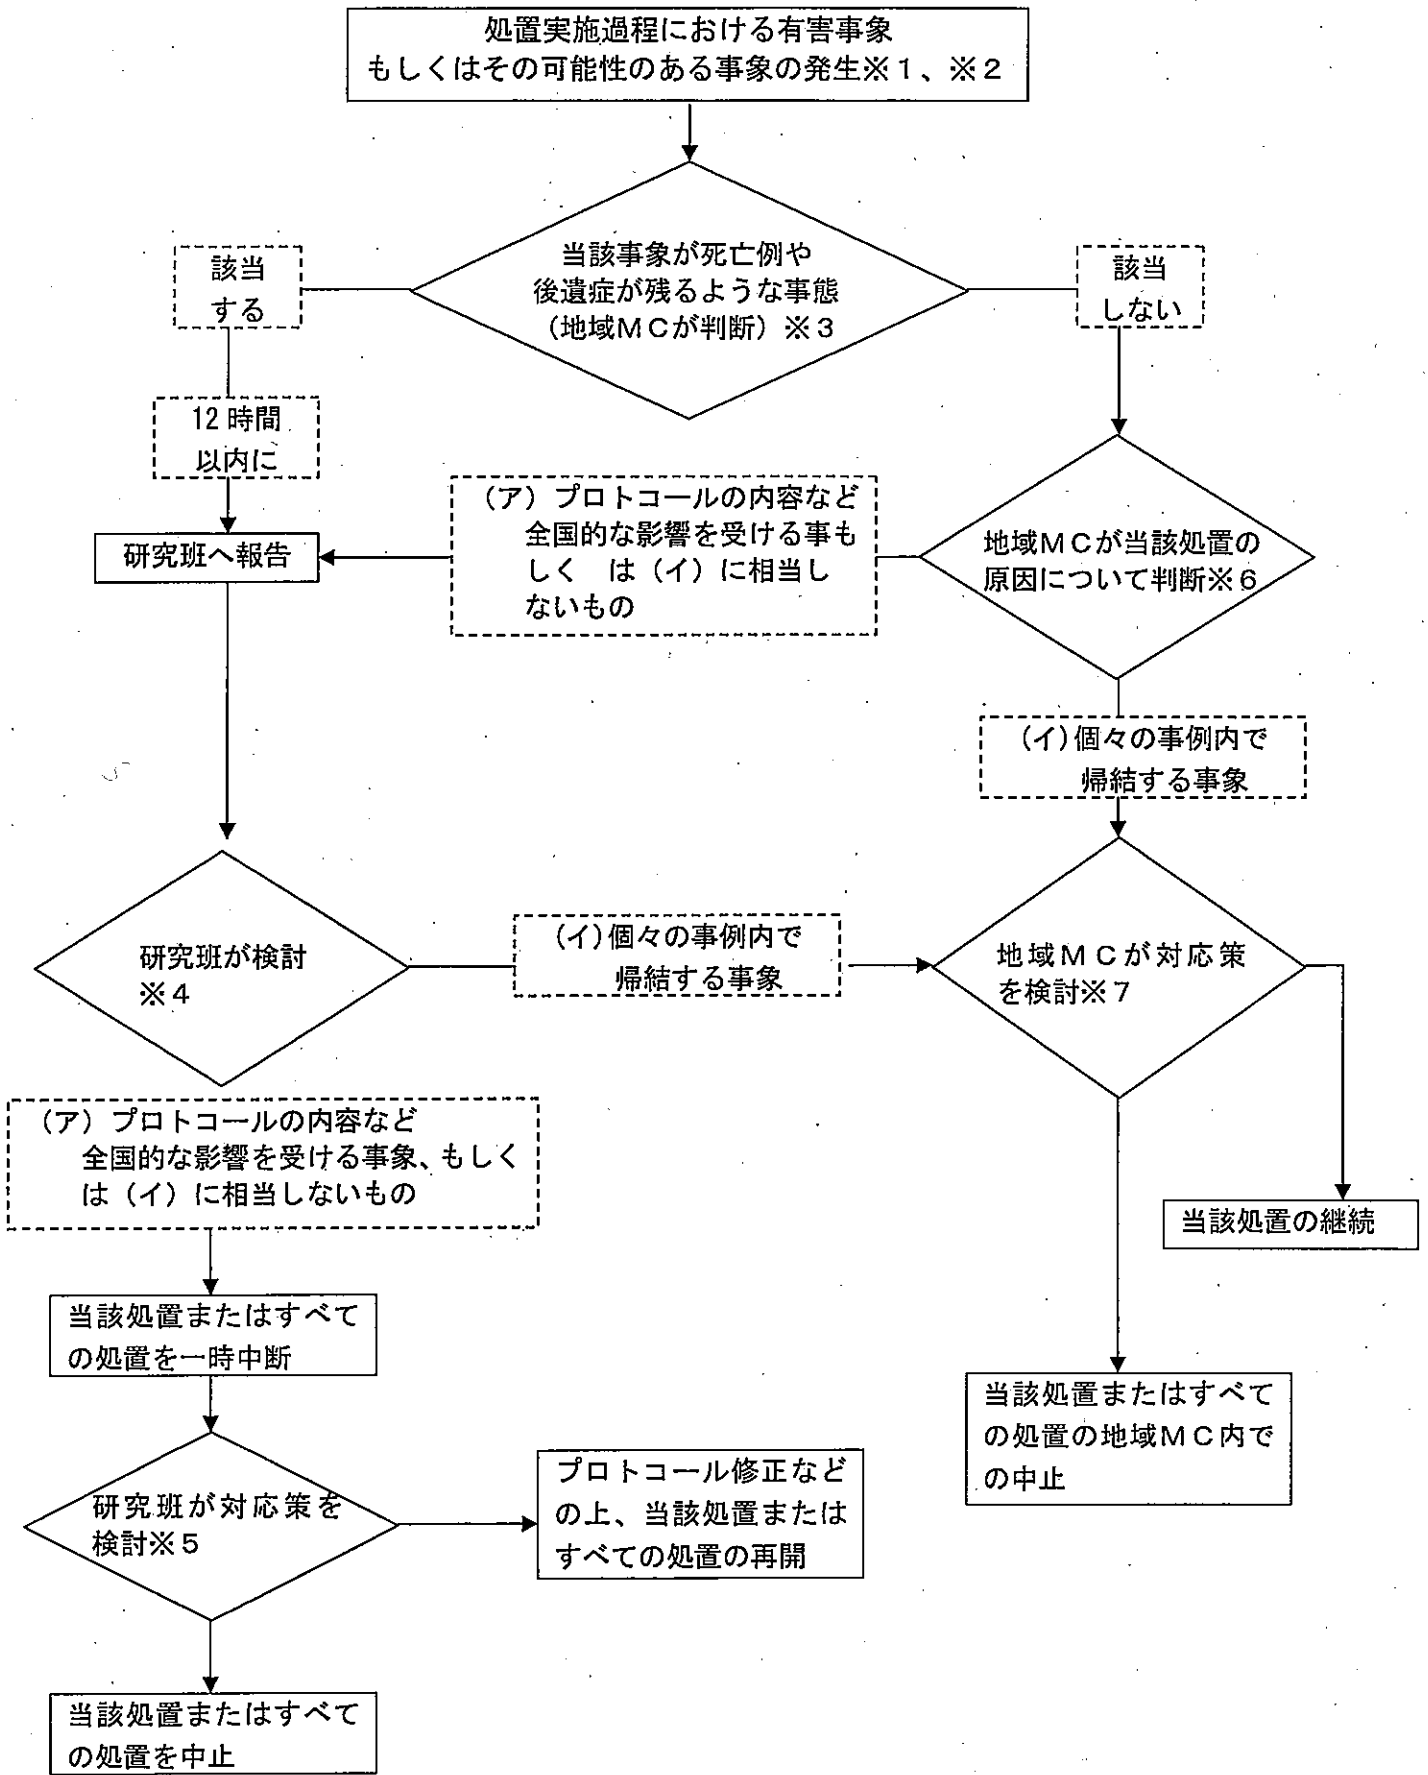 処置実施過程における有害事象
もしくはその可能性のある事象の発生※１、※２
当該事象が死亡例や
後遺症が残るような事態
（地域ＭＣが判断）※３
該当
する
該当
しない
12時間
以内に
研究班へ報告
（ア）プロトコールの内容など
全国的な影響を受ける事も
しく　は（イ）に相当し
ないもの
地域ＭＣが当該処置の
原因について判断※６
（イ）個々の事例内で
帰結する事象
研究班が検討
※４
（イ）個々の事例内で
帰結する事象
地域ＭＣが対応策
を検討※７
（ア）プロトコールの内容など
全国的な影響を受ける事象、もしく
は（イ）に相当しないもの
当該処置の継続
当該処置またはすべて
の処置を一時中断
当該処置またはすべて
の処置の地域ＭＣ内で
の中止
研究班が対応策を
検討※５
プロトコール修正など
の上、当該処置または
すべての処置の再開
当該処置またはすべて
の処置を中止